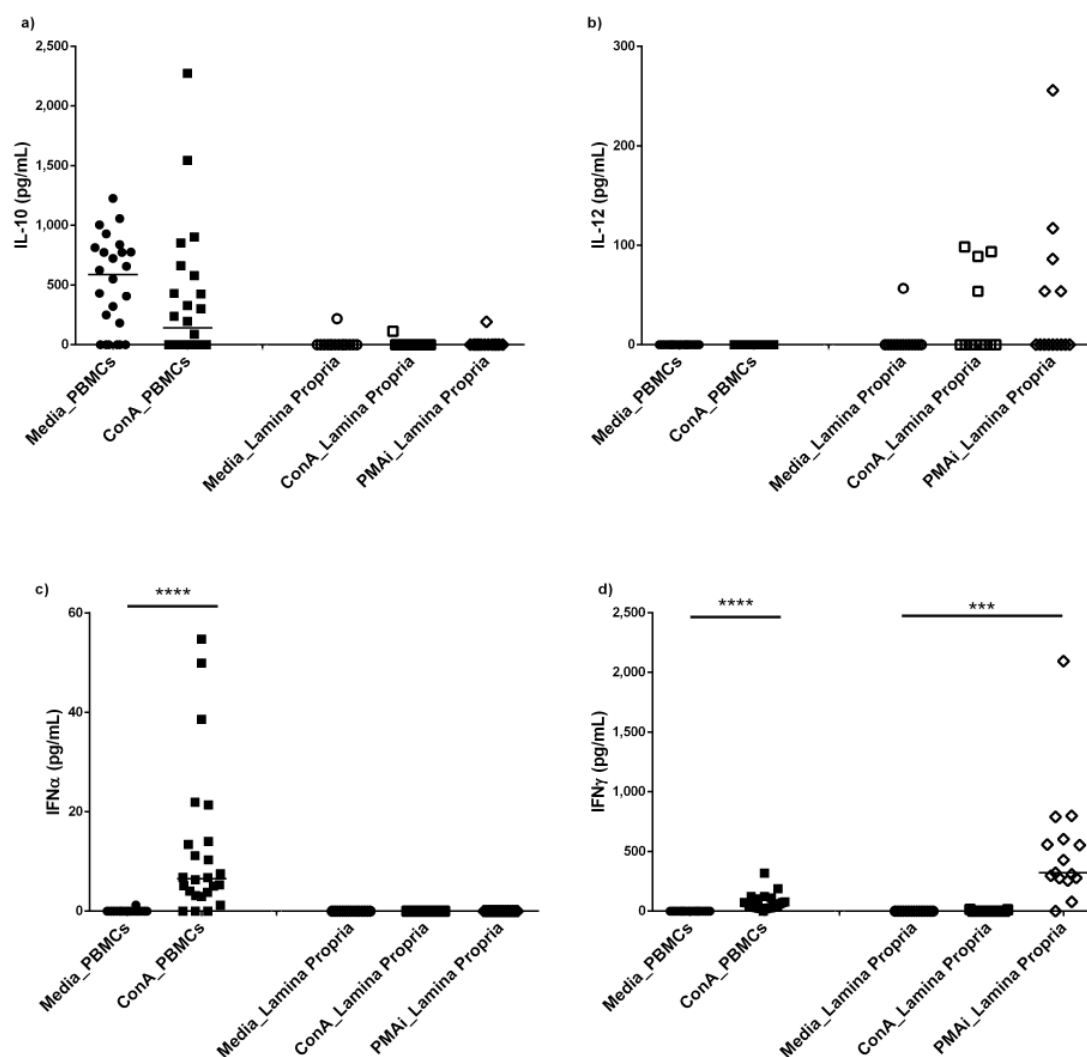 a)
2,500
2,000
1,500
1,000
500
0
IL-10 (pg/mL)
Media_PBMCs
ConA_PBMCs
Media_Lamina Propria
ConA_Lamina Propria
PMAi_Lamina Propria
b)
300
200
100
0
IL-12 (pg/mL)
Media_PBMCs
ConA_PBMCs
Media_Lamina Propria
ConA_Lamina Propria
PMAi_Lamina Propria
c)
****
60
40
20
0
IFNα (pg/mL)
Media_PBMCs
ConA_PBMCs
Media_Lamina Propria
ConA_Lamina Propria
PMAi_Lamina Propria
d)
****
***
2,500
2,000
1,500
1,000
500
0
IFNγ (pg/mL)
Media_PBMCs
ConA_PBMCs
Media_Lamina Propria
ConA_Lamina Propria
PMAi_Lamina Propria